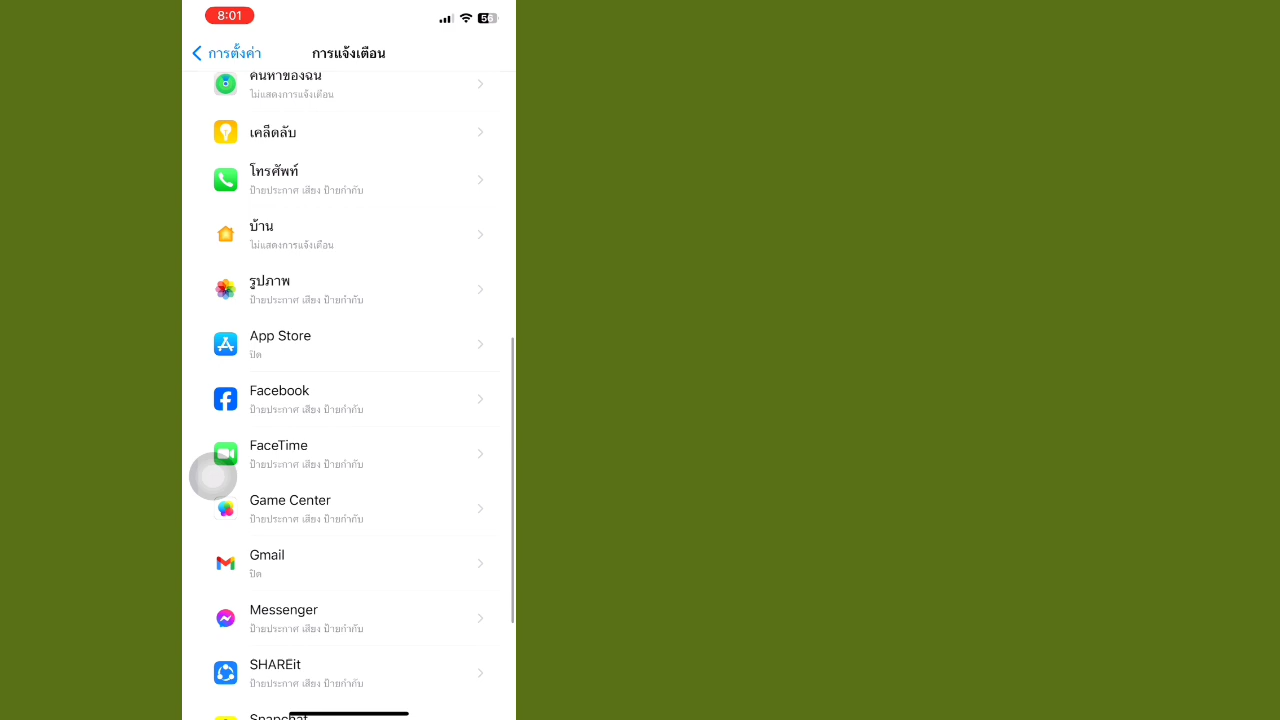 8:01
56
การตั้งค่า
การแจ้งเตือน
ค้นหาของฉัน
ไม่แสดงการแจ้งเตือน
เคล็ดลับ
โทรศัพท์
ป้ายประกาศ เสียง ป้ายกำกับ
บ้าน
ไม่แสดงการแจ้งเตือน
รูปภาพ
ป้ายประกาศ เสียง ป้ายกำกับ
App Store
ปิด
Facebook
ป้ายประกาศ เสียง ป้ายกำกับ
FaceTime
ป้ายประกาศ เสียง ป้ายกำกับ
Game Center
ป้ายประกาศ เสียง ป้ายกำกับ
Gmail
ปิด
Messenger
ป้ายประกาศ เสียง ป้ายกำกับ
SHAREit
ป้ายประกาศ เสียง ป้ายกำกับ
Snapchat